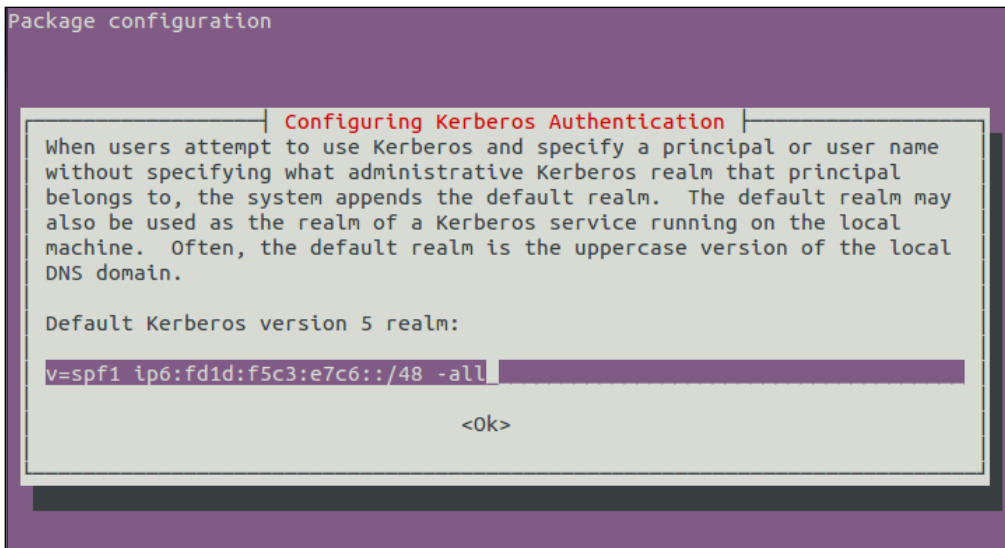 Package configuration
Configuring Kerberos Authentication
When users attempt to use Kerberos and specify a principal or user name
without specifying what administrative Kerberos realm that principal
belongs to, the system appends the default realm.  The default realm may
also be used as the realm of a Kerberos service running on the local
machine.  Often, the default realm is the uppercase version of the local
DNS domain.
Default Kerberos version 5 realm:
v=spf1 ip6:fd1d:f5c3:e7c6::/48 -all
<Ok>